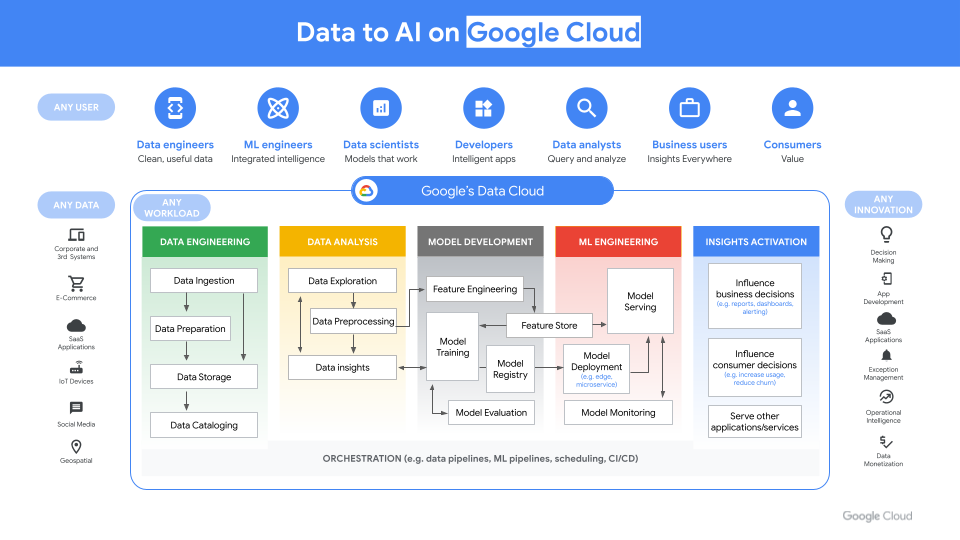 Data to AI on Google Cloud
ANY USER
Data engineers
Clean, useful data
ML engineers
Integrated intelligence
Data scientists
Models that work
Developers
Intelligent apps
Data analysts
Query and analyze
Business users
Insights Everywhere
Consumers
Value
Google's Data Cloud
ANY DATA
Corporate and
3rd Systems
E-Commerce
SaaS
Applications
IoT Devices
Social Media
Geospatial
ANY
WORKLOAD
DATA ENGINEERING
Data Ingestion
Data Preparation
Data Storage
Data Cataloging
DATA ANALYSIS
Data Exploration
Data Preprocessing
Data insights
MODEL DEVELOPMENT
Feature Engineering
Feature Store
Model
Training
Model
Registry
Model Evaluation
ML ENGINEERING
Model
Serving
Model
Deployment
(e.g. edge,
microservice)
Model Monitoring
INSIGHTS ACTIVATION
Influence
business decisions
(e.g. reports, dashboards,
alerting)
Influence
consumer decisions
(e.g. increase usage,
reduce churn)
Serve other
applications/services
ORCHESTRATION (e.g. data pipelines, ML pipelines, scheduling, CI/CD)
ANY
INNOVATION
Decision
Making
App
Development
SaaS
Applications
Exception
Management
Operational
Intelligence
Data
Monetization
Google Cloud